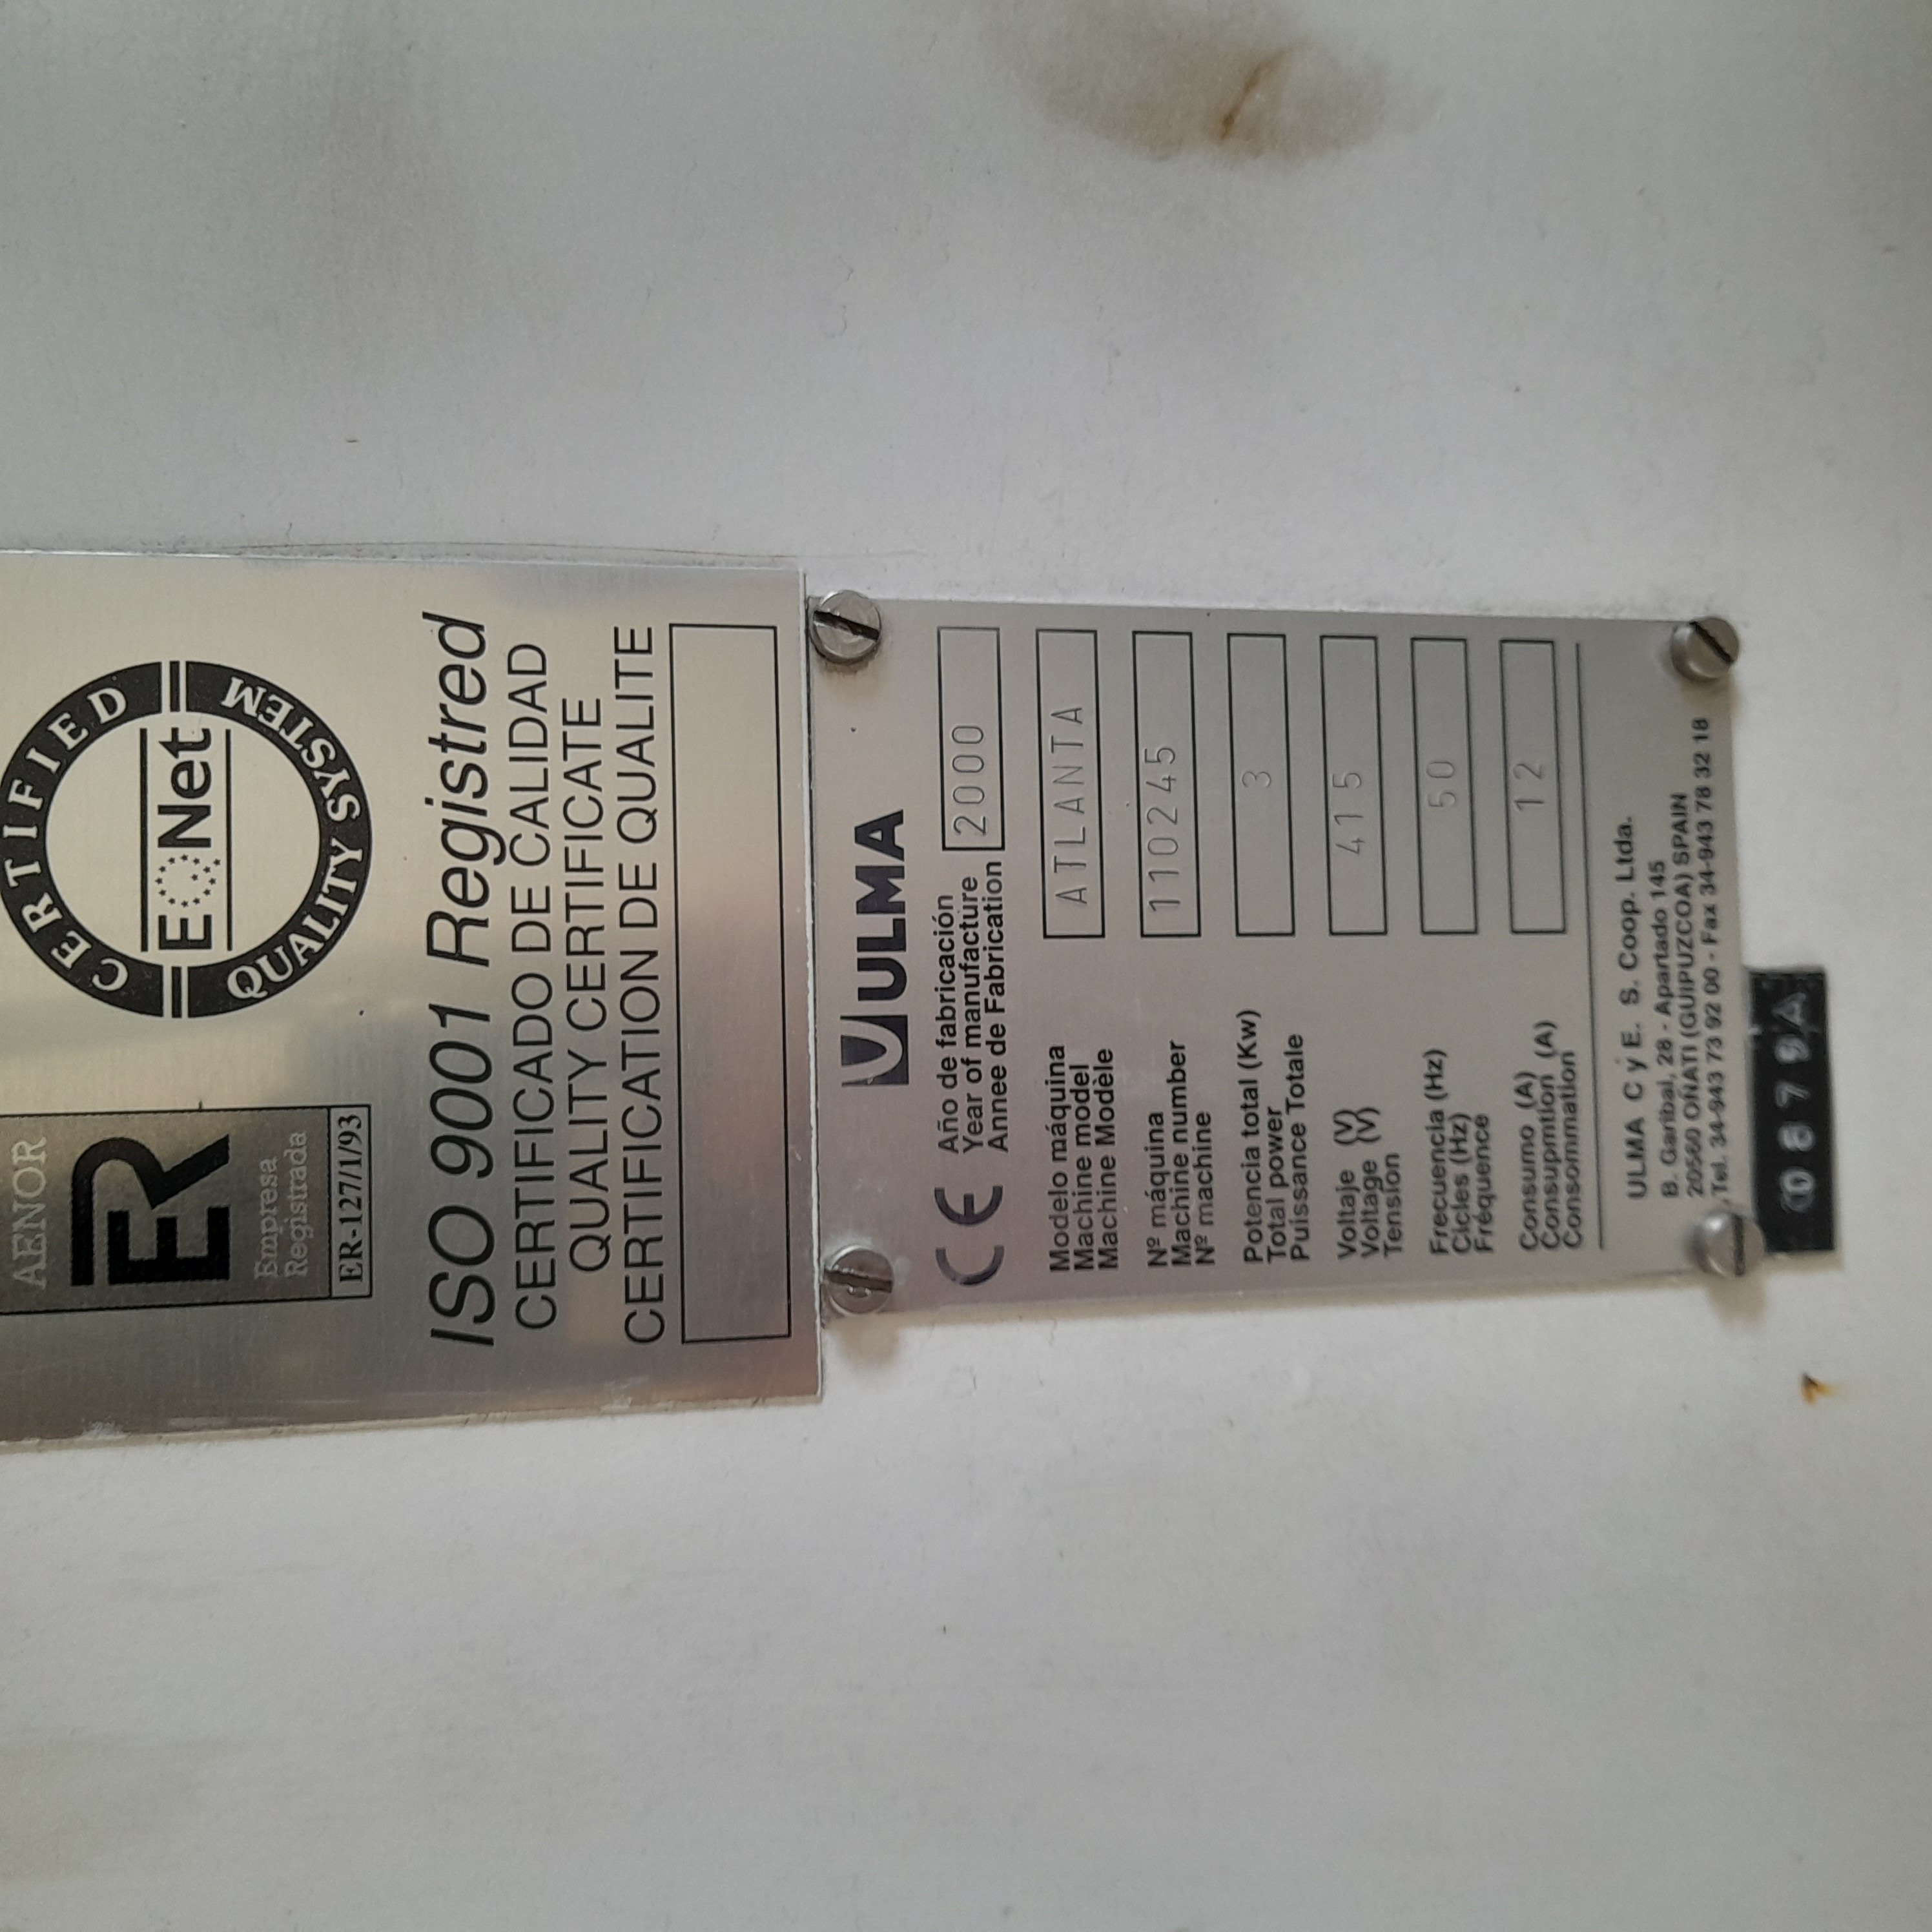 AENOR
ER
Empresa
Registrada
ER-127/1/93
CERTIFIED
IQNet
QUALITY SYSTEM
ISO 9001 Registred
CERTIFICADO DE CALIDAD
QUALITY CERTIFICATE
CERTIFICATION DE QUALITE
ULMA
CE
Año de fabricación
Year of manufacture
Annee de Fabrication
2000
Modelo máquina
Machine model
Machine Modèle
ATLANTA
Nº máquina
Machine number
Nº machine
110245
Potencia total (Kw)
Total power
Puissance Totale
3
Voltaje (V)
Voltage (V)
Tension
415
Frecuencia (Hz)
Cicles (Hz)
Fréquence
50
Consumo (A)
Consupmtion (A)
Consommation
12
ULMA C y E. S. Coop. Ltda.
B. Garibai, 28 - Apartado 145
20560 OÑATI (GUIPUZCOA) SPAIN
Tel. 34-943 73 92 00 - Fax 34-943 78 32 18